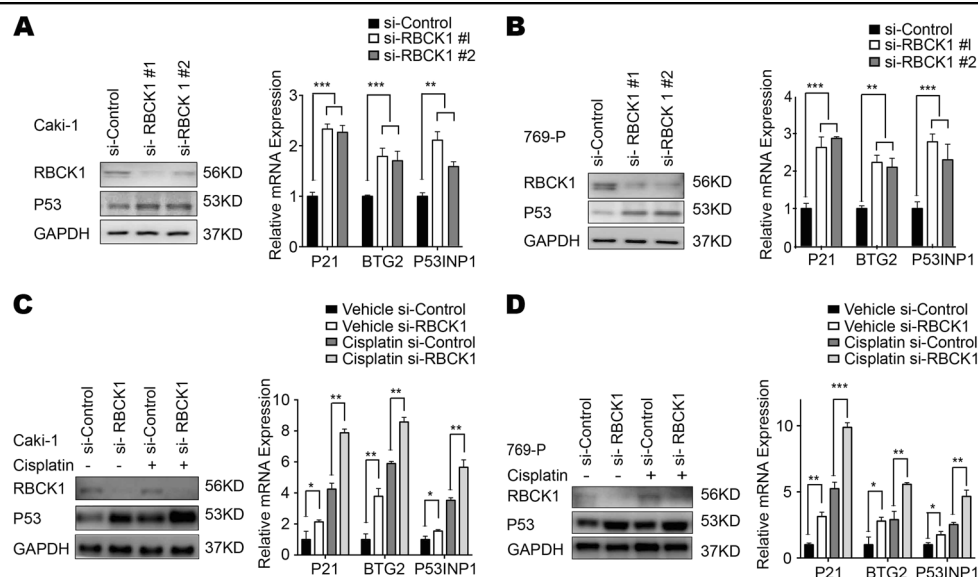 A
si-Control
si-RBCK1 #1
si-RBCK1 #2
Caki-1
si-Control
si- RBCK1 #1
si-RBCK 1 #2
RBCK1
56KD
P53
53KD
GAPDH
37KD
Relative mRNA Expression
3
2
1
0
***
***
**
P21
BTG2
P53INP1
B
si-Control
si-RBCK1 #1
si-RBCK1 #2
769-P
si-Control
si- RBCK1 #1
si-RBCK 1 #2
RBCK1
56KD
P53
53KD
GAPDH
37KD
Relative mRNA Expression
4
3
2
1
0
***
**
***
P21
BTG2
P53INP1
C
Vehicle si-Control
Vehicle si-RBCK1
Cisplatin si-Control
Cisplatin si-RBCK1
Caki-1
si-Control
si- RBCK1
si-Control
si- RBCK1
Cisplatin
- - + +
RBCK1
56KD
P53
53KD
GAPDH
37KD
Relative mRNA Expression
10
8
6
4
2
0
*
**
**
**
*
**
P21
BTG2
P53INP1
D
Vehicle si-Control
Vehicle si-RBCK1
Cisplatin si-Control
Cisplatin si-RBCK1
769-P
si-Control
si- RBCK1
si-Control
si- RBCK1
Cisplatin
- - + +
RBCK1
56KD
P53
53KD
GAPDH
37KD
Relative mRNA Expression
10
5
0
**
***
*
**
*
**
P21
BTG2
P53INP1